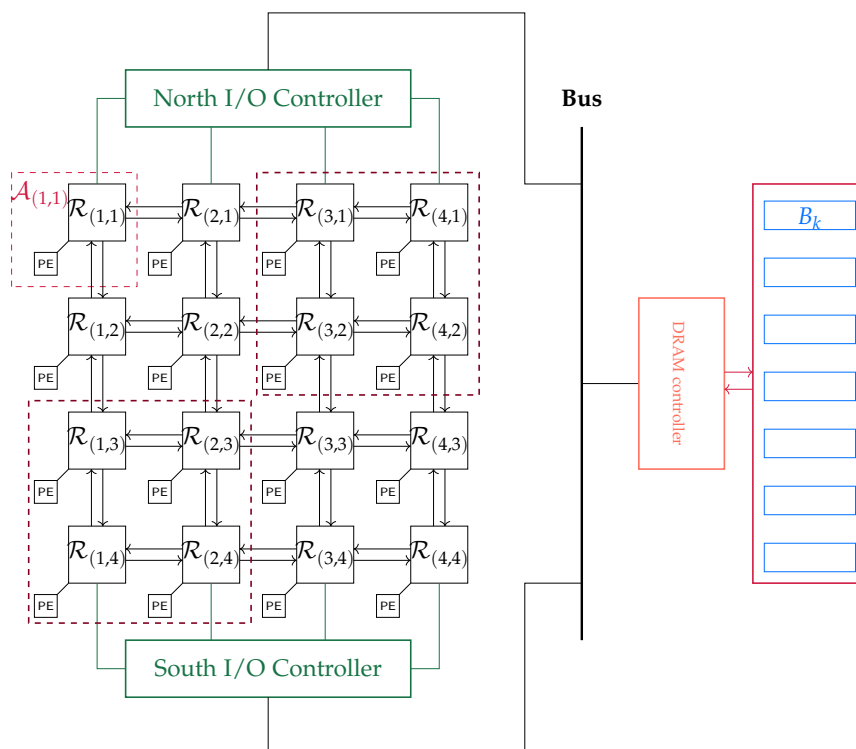 North I/O Controller
Bus
𝒜(1,1)
ℛ(1,1) ℛ(2,1) ℛ(3,1) ℛ(4,1)
B_k
PE PE PE PE
ℛ(1,2) ℛ(2,2) ℛ(3,2) ℛ(4,2)
PE PE PE PE
DRAM controller
ℛ(1,3) ℛ(2,3) ℛ(3,3) ℛ(4,3)
PE PE PE PE
ℛ(1,4) ℛ(2,4) ℛ(3,4) ℛ(4,4)
PE PE PE PE
South I/O Controller